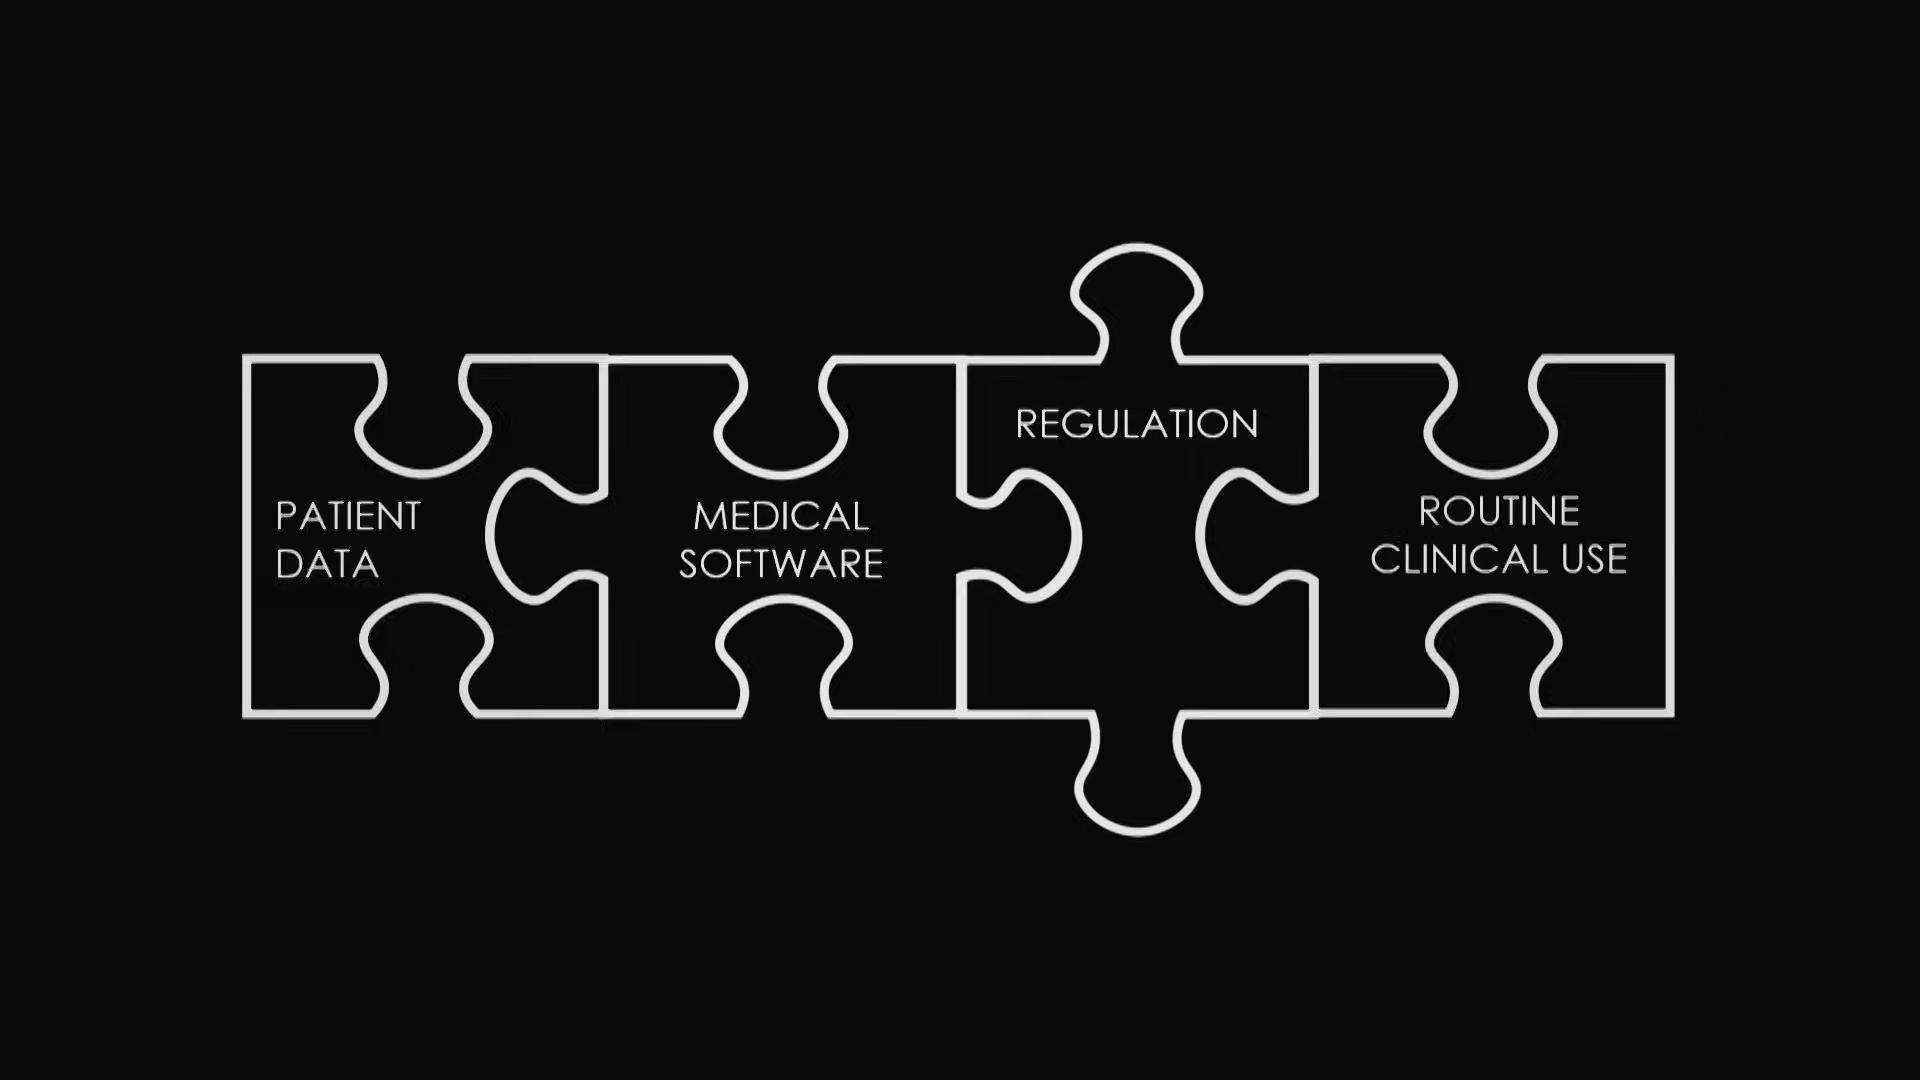 PATIENT
DATA
MEDICAL
SOFTWARE
REGULATION
ROUTINE
CLINICAL USE